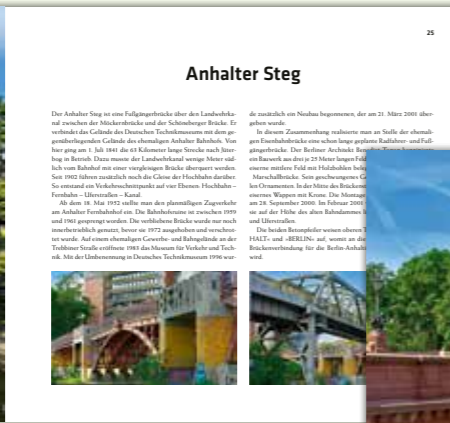 25
Anhalter Steg
Der Anhalter Steg ist eine Fußgängerbrücke über den Landwehrka-
nal zwischen der Möckernbrücke und der Schöneberger Brücke. Er
verbindet das Gelände des Deutschen Technikmuseums mit dem ge-
genüberliegenden Gelände des ehemaligen Anhalter Bahnhofs. Von
hier ging am 1. Juli 1841 die 63 Kilometer lange Strecke nach Jüter-
bog in Betrieb. Dazu musste der Landwehrkanal wenige Meter süd-
lich vom Bahnhof mit einer viergleisigen Brücke überquert werden.
Seit 1902 führen zusätzlich noch die Gleise der Hochbahn darüber.
So entstand ein Verkehrsschnittpunkt auf vier Ebenen: Hochbahn –
Fernbahn – Uferstraßen – Kanal.
Ab dem 18. Mai 1952 stellte man den planmäßigen Zugverkehr
am Anhalter Fernbahnhof ein. Die Bahnhofsruine ist zwischen 1959
und 1961 gesprengt worden. Die verbliebene Brücke wurde nur noch
innerbetrieblich genutzt, bevor sie 1972 ausgehoben und verschrot-
tet wurde. Auf einem ehemaligen Gewerbe- und Bahngelände an der
Trebbiner Straße eröffnete 1983 das Museum für Verkehr und Tech-
nik. Mit der Umbenennung in Deutsches Technikmuseum 1996 wur-
de zusätzlich ein Neubau begonnenen, der am 21. März 2001 über-
geben wurde.
In diesem Zusammenhang realisierte man an Stelle der ehemali-
gen Eisenbahnbrücke eine schon lange geplante Radfahrer- und Fuß-
gängerbrücke. Der Berliner Architekt
ein Bauwerk aus drei je 25 Meter langen Feld
eiserne mittlere Feld mit Holzbohlen beleg
Marschallbrücke. Sein geschwungenes
len Ornamenten. In der Mitte des Brückens
eisernes Wappen mit Krone. Die Montage
am 28. September 2000. Im Februar 2001
sie auf der Höhe des alten Bahndammes
und Uferstraßen.
Die beiden Betonpfeiler weisen oberen
HALT« und »BERLIN« auf, womit an die
Brückenverbindung für die Berlin-Anhalt
wird.